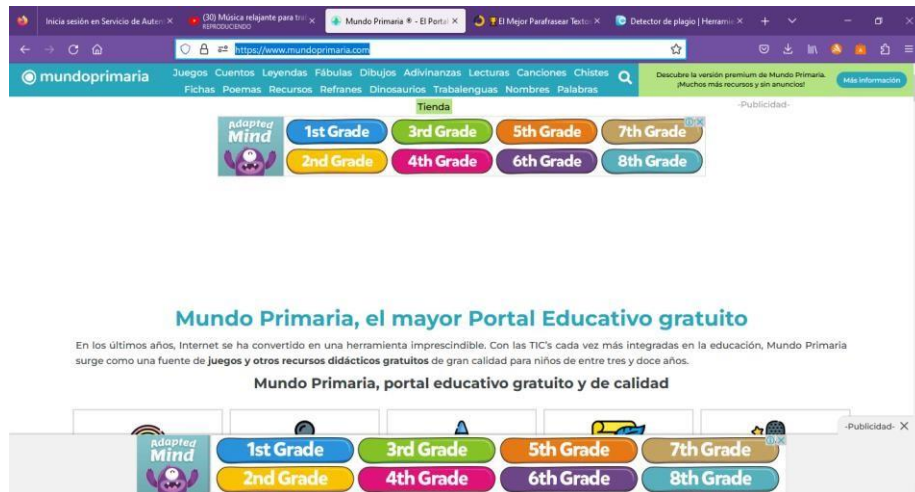 Inicia sesión en Servicio de Autent
(30) Música relajante para tra
REPRODUCIENDO
Mundo Primaria ® - El Portal
El Mejor Parafrasear Textos
Detector de plagio | Herramie
https://www.mundoprimaria.com
mundoprimaria
Juegos Cuentos Leyendas Fábulas Dibujos Adivinanzas Lecturas Canciones Chistes
Fichas Poemas Recursos Refranes Dinosaurios Trabalenguas Nombres Palabras
Tienda
Descubre la versión premium de Mundo Primaria.
¡Muchos más recursos y sin anuncios!
Más información
-Publicidad-
Adapted
Mind
1st Grade 3rd Grade 5th Grade 7th Grade
2nd Grade 4th Grade 6th Grade 8th Grade
Mundo Primaria, el mayor Portal Educativo gratuito
En los últimos años, Internet se ha convertido en una herramienta imprescindible. Con las TIC's cada vez más integradas en la educación, Mundo Primaria
surge como una fuente de juegos y otros recursos didácticos gratuitos de gran calidad para niños de entre tres y doce años.
Mundo Primaria, portal educativo gratuito y de calidad
-Publicidad-
Adapted
Mind
1st Grade 3rd Grade 5th Grade 7th Grade
2nd Grade 4th Grade 6th Grade 8th Grade